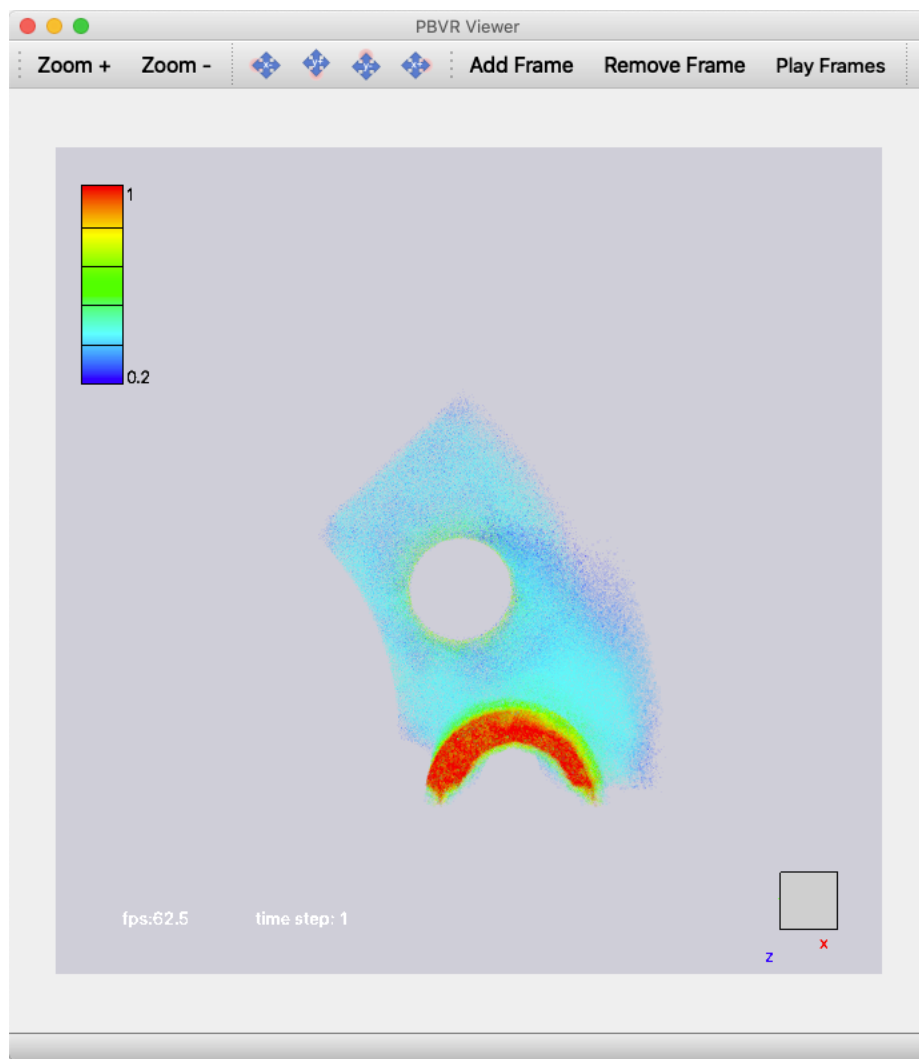 PBVR Viewer
Zoom + Zoom - Add Frame Remove Frame Play Frames
1
0.2
fps:62.5 time step: 1
x
z